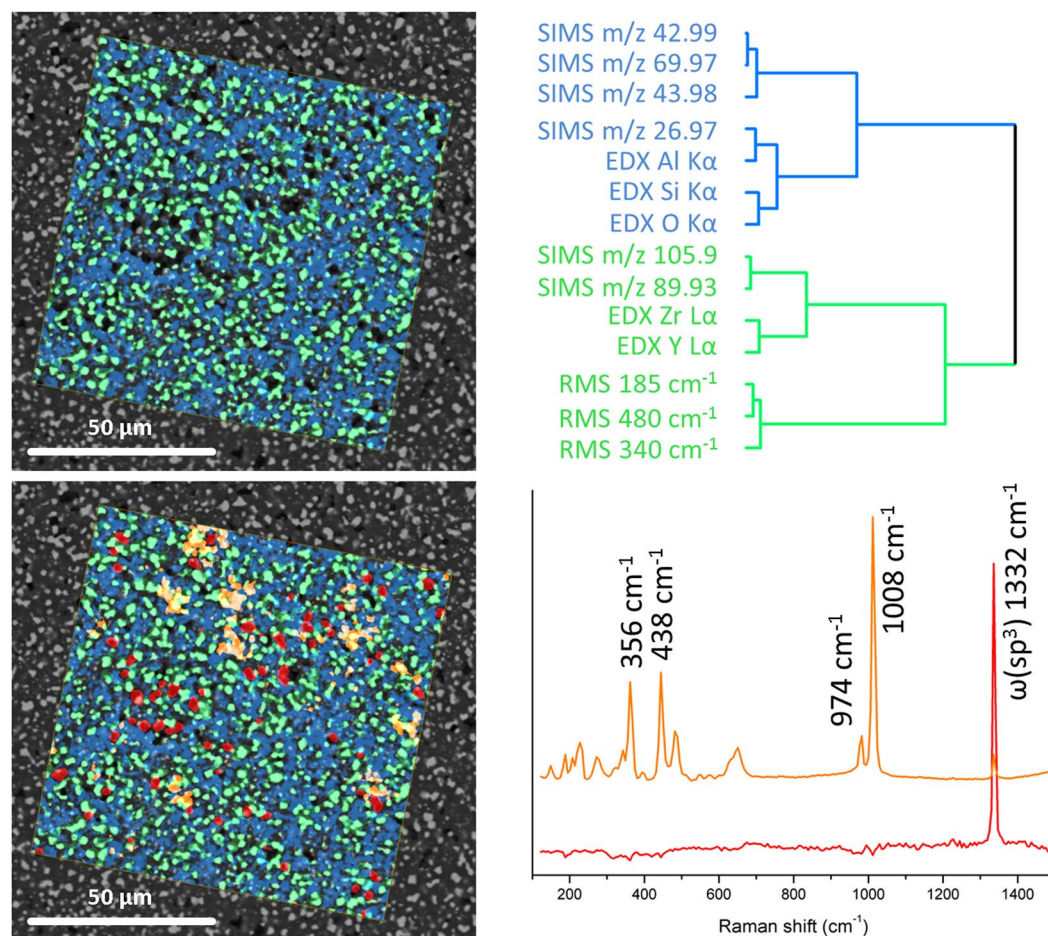 50 µm
SIMS m/z 42.99
SIMS m/z 69.97
SIMS m/z 43.98
SIMS m/z 26.97
EDX Al Kα
EDX Si Kα
EDX O Kα
SIMS m/z 105.9
SIMS m/z 89.93
EDX Zr Lα
EDX Y Lα
RMS 185 cm⁻¹
RMS 480 cm⁻¹
RMS 340 cm⁻¹
50 µm
356 cm⁻¹
438 cm⁻¹
974 cm⁻¹
1008 cm⁻¹
ω(sp³) 1332 cm⁻¹
200 400 600 800 1000 1200 1400
Raman shift (cm⁻¹)